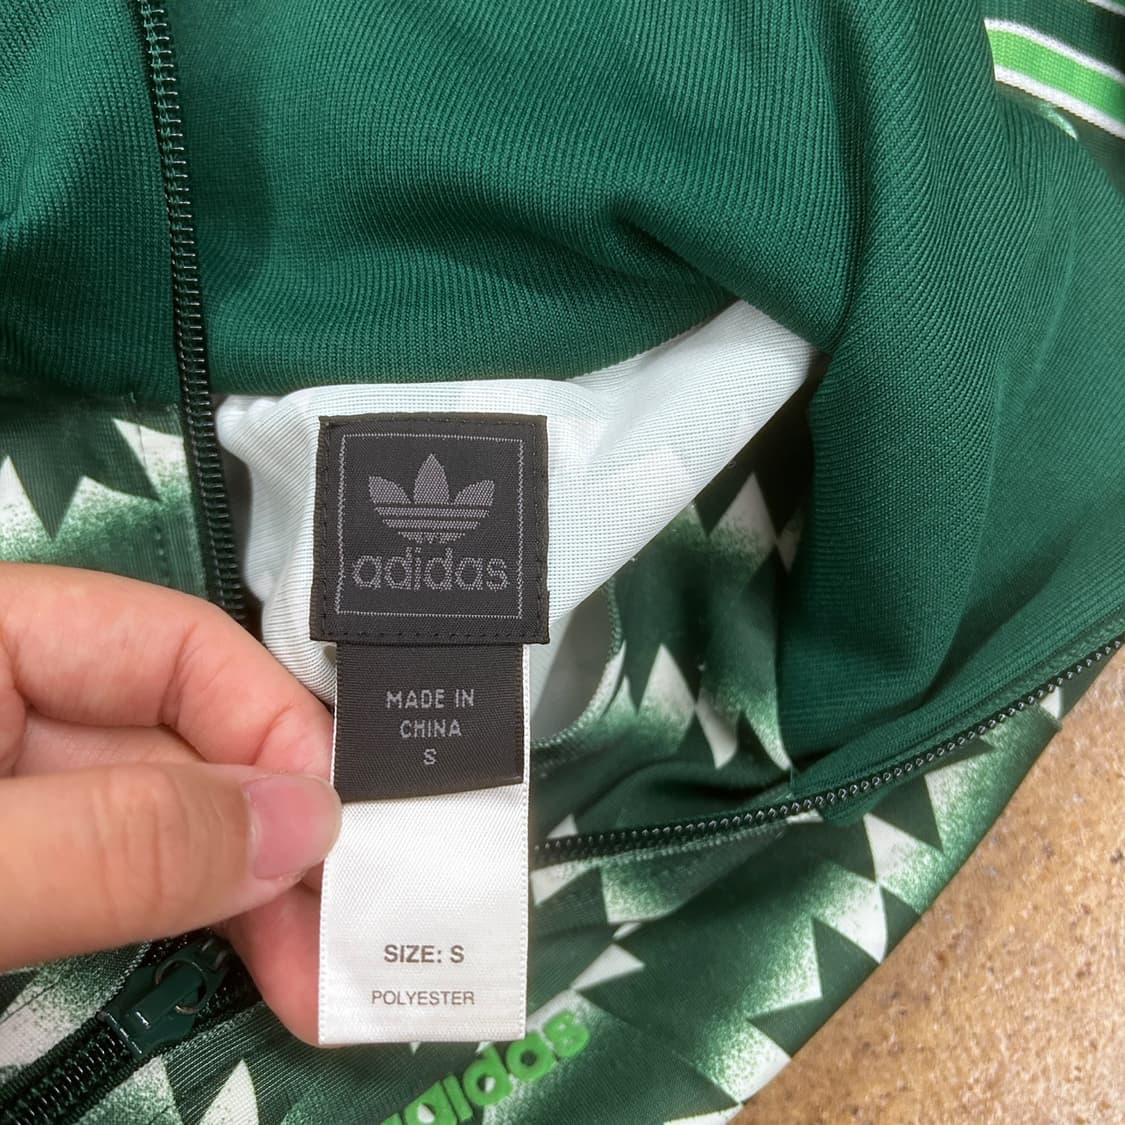 adidas
MADE IN
CHINA
S
SIZE: S
POLYESTER
adidas